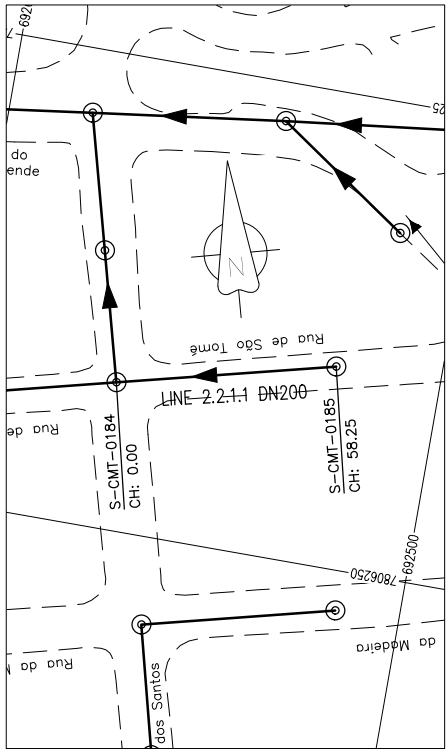 6920
25
do
ende
N
Rua de São Tomé
LINE 2.2.1.1 DN200
Rua de
S-CMT-0184
CH: 0.00
S-CMT-0185
CH: 58.25
7806250
692500
Rua da M
dos Santos
da Madeira